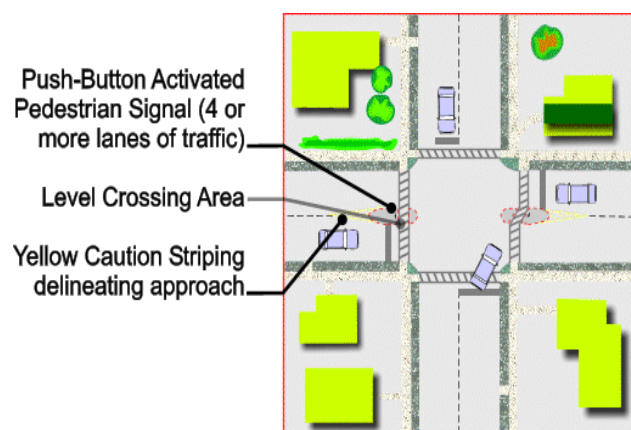 Push-Button Activated
Pedestrian Signal (4 or
more lanes of traffic)
Level Crossing Area
Yellow Caution Striping
delineating approach